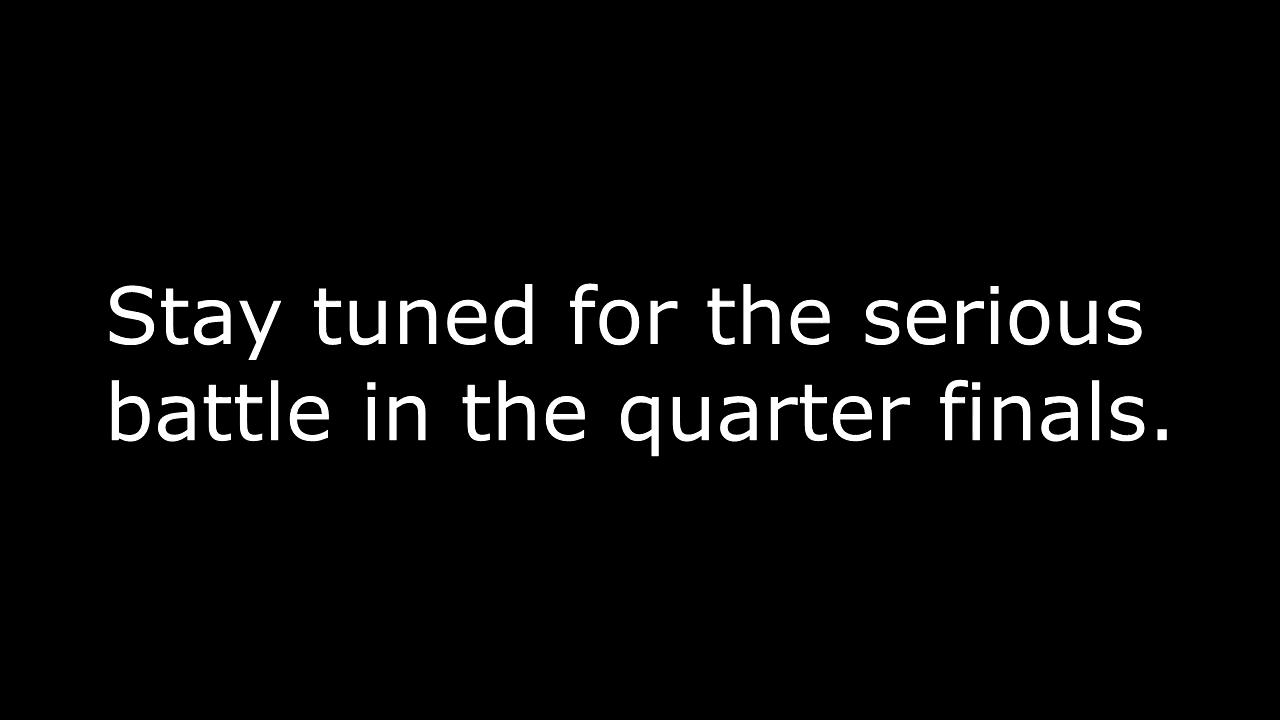 Stay tuned for the serious
battle in the quarter finals.